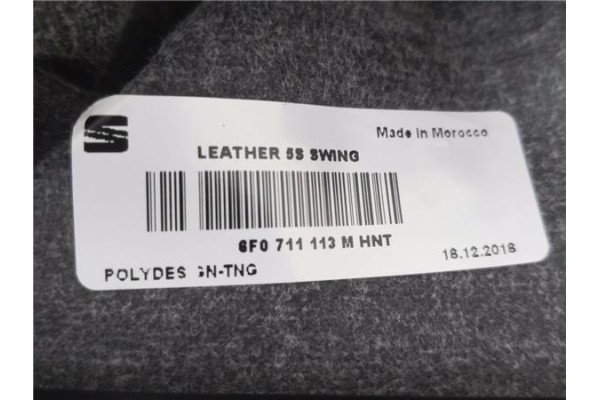 Made in Morocco
LEATHER 5S SWING
6F0 711 113 M HNT
18.12.2018
POLYDES GN-TNG